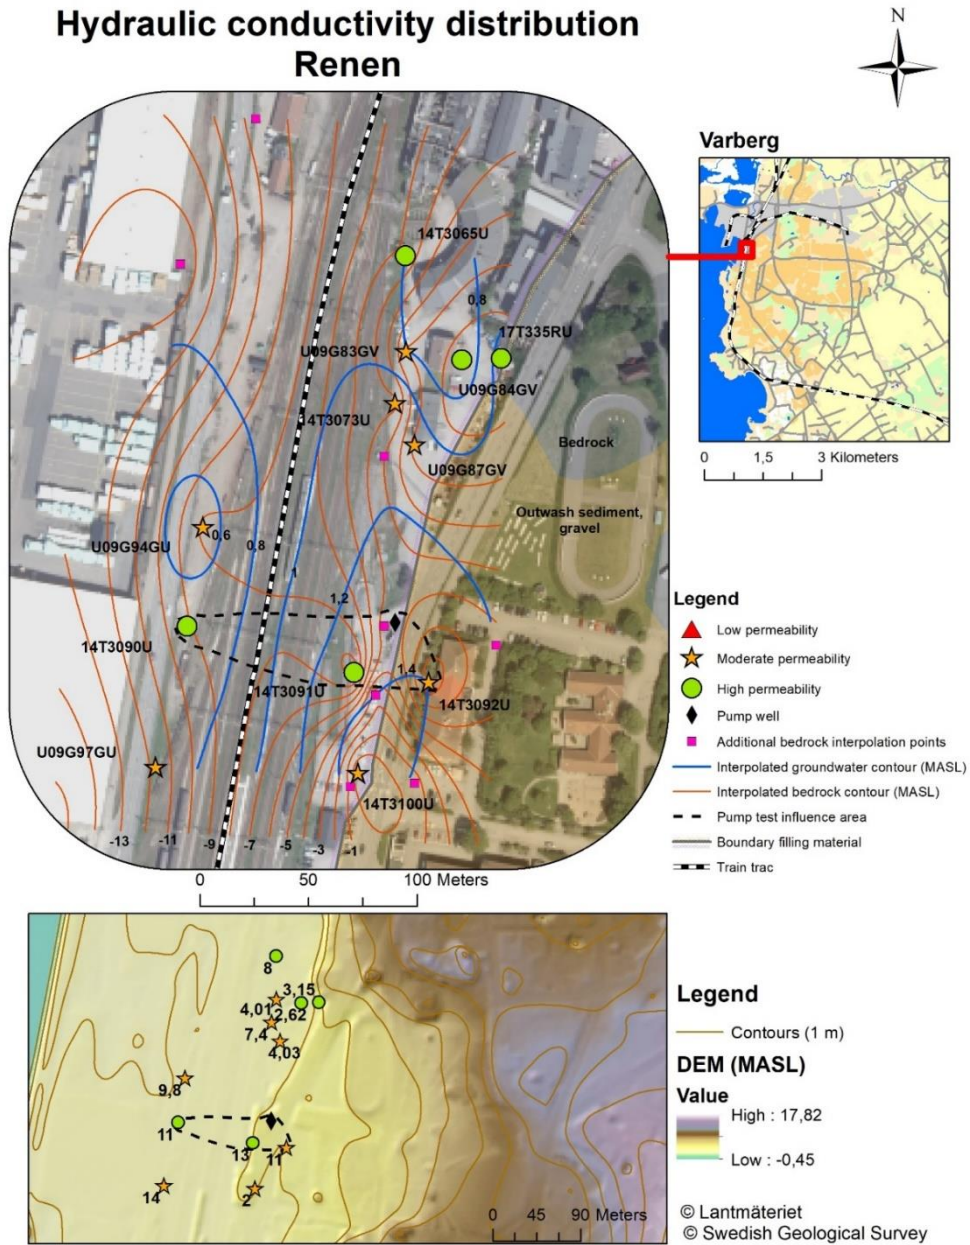 Hydraulic conductivity distribution
Renen
N
Varberg
0 1,5 3 Kilometers
14T3065U
0,8
17T335RU
U09G83GV
U09G84GV
14T3073U
Bedrock
U09G87GV
Outwash sediment,
gravel
U09G94GU
0,6
0,8
1
1,2
14T3090U
1,4
14T3091U
14T3092U
U09G97GU
14T3100U
-13 -11 -9 -7 -5 -3 -1
0 50 100 Meters
Legend
Low permeability
Moderate permeability
High permeability
Pump well
Additional bedrock interpolation points
Interpolated groundwater contour (MASL)
Interpolated bedrock contour (MASL)
Pump test influence area
Boundary filling material
Train trac
8
3,15
4,01
2,62
7,4
4,03
9,8
11
13
11
14
2
0 45 90 Meters
Legend
Contours (1 m)
DEM (MASL)
Value
High : 17,82
Low : -0,45
© Lantmäteriet
© Swedish Geological Survey